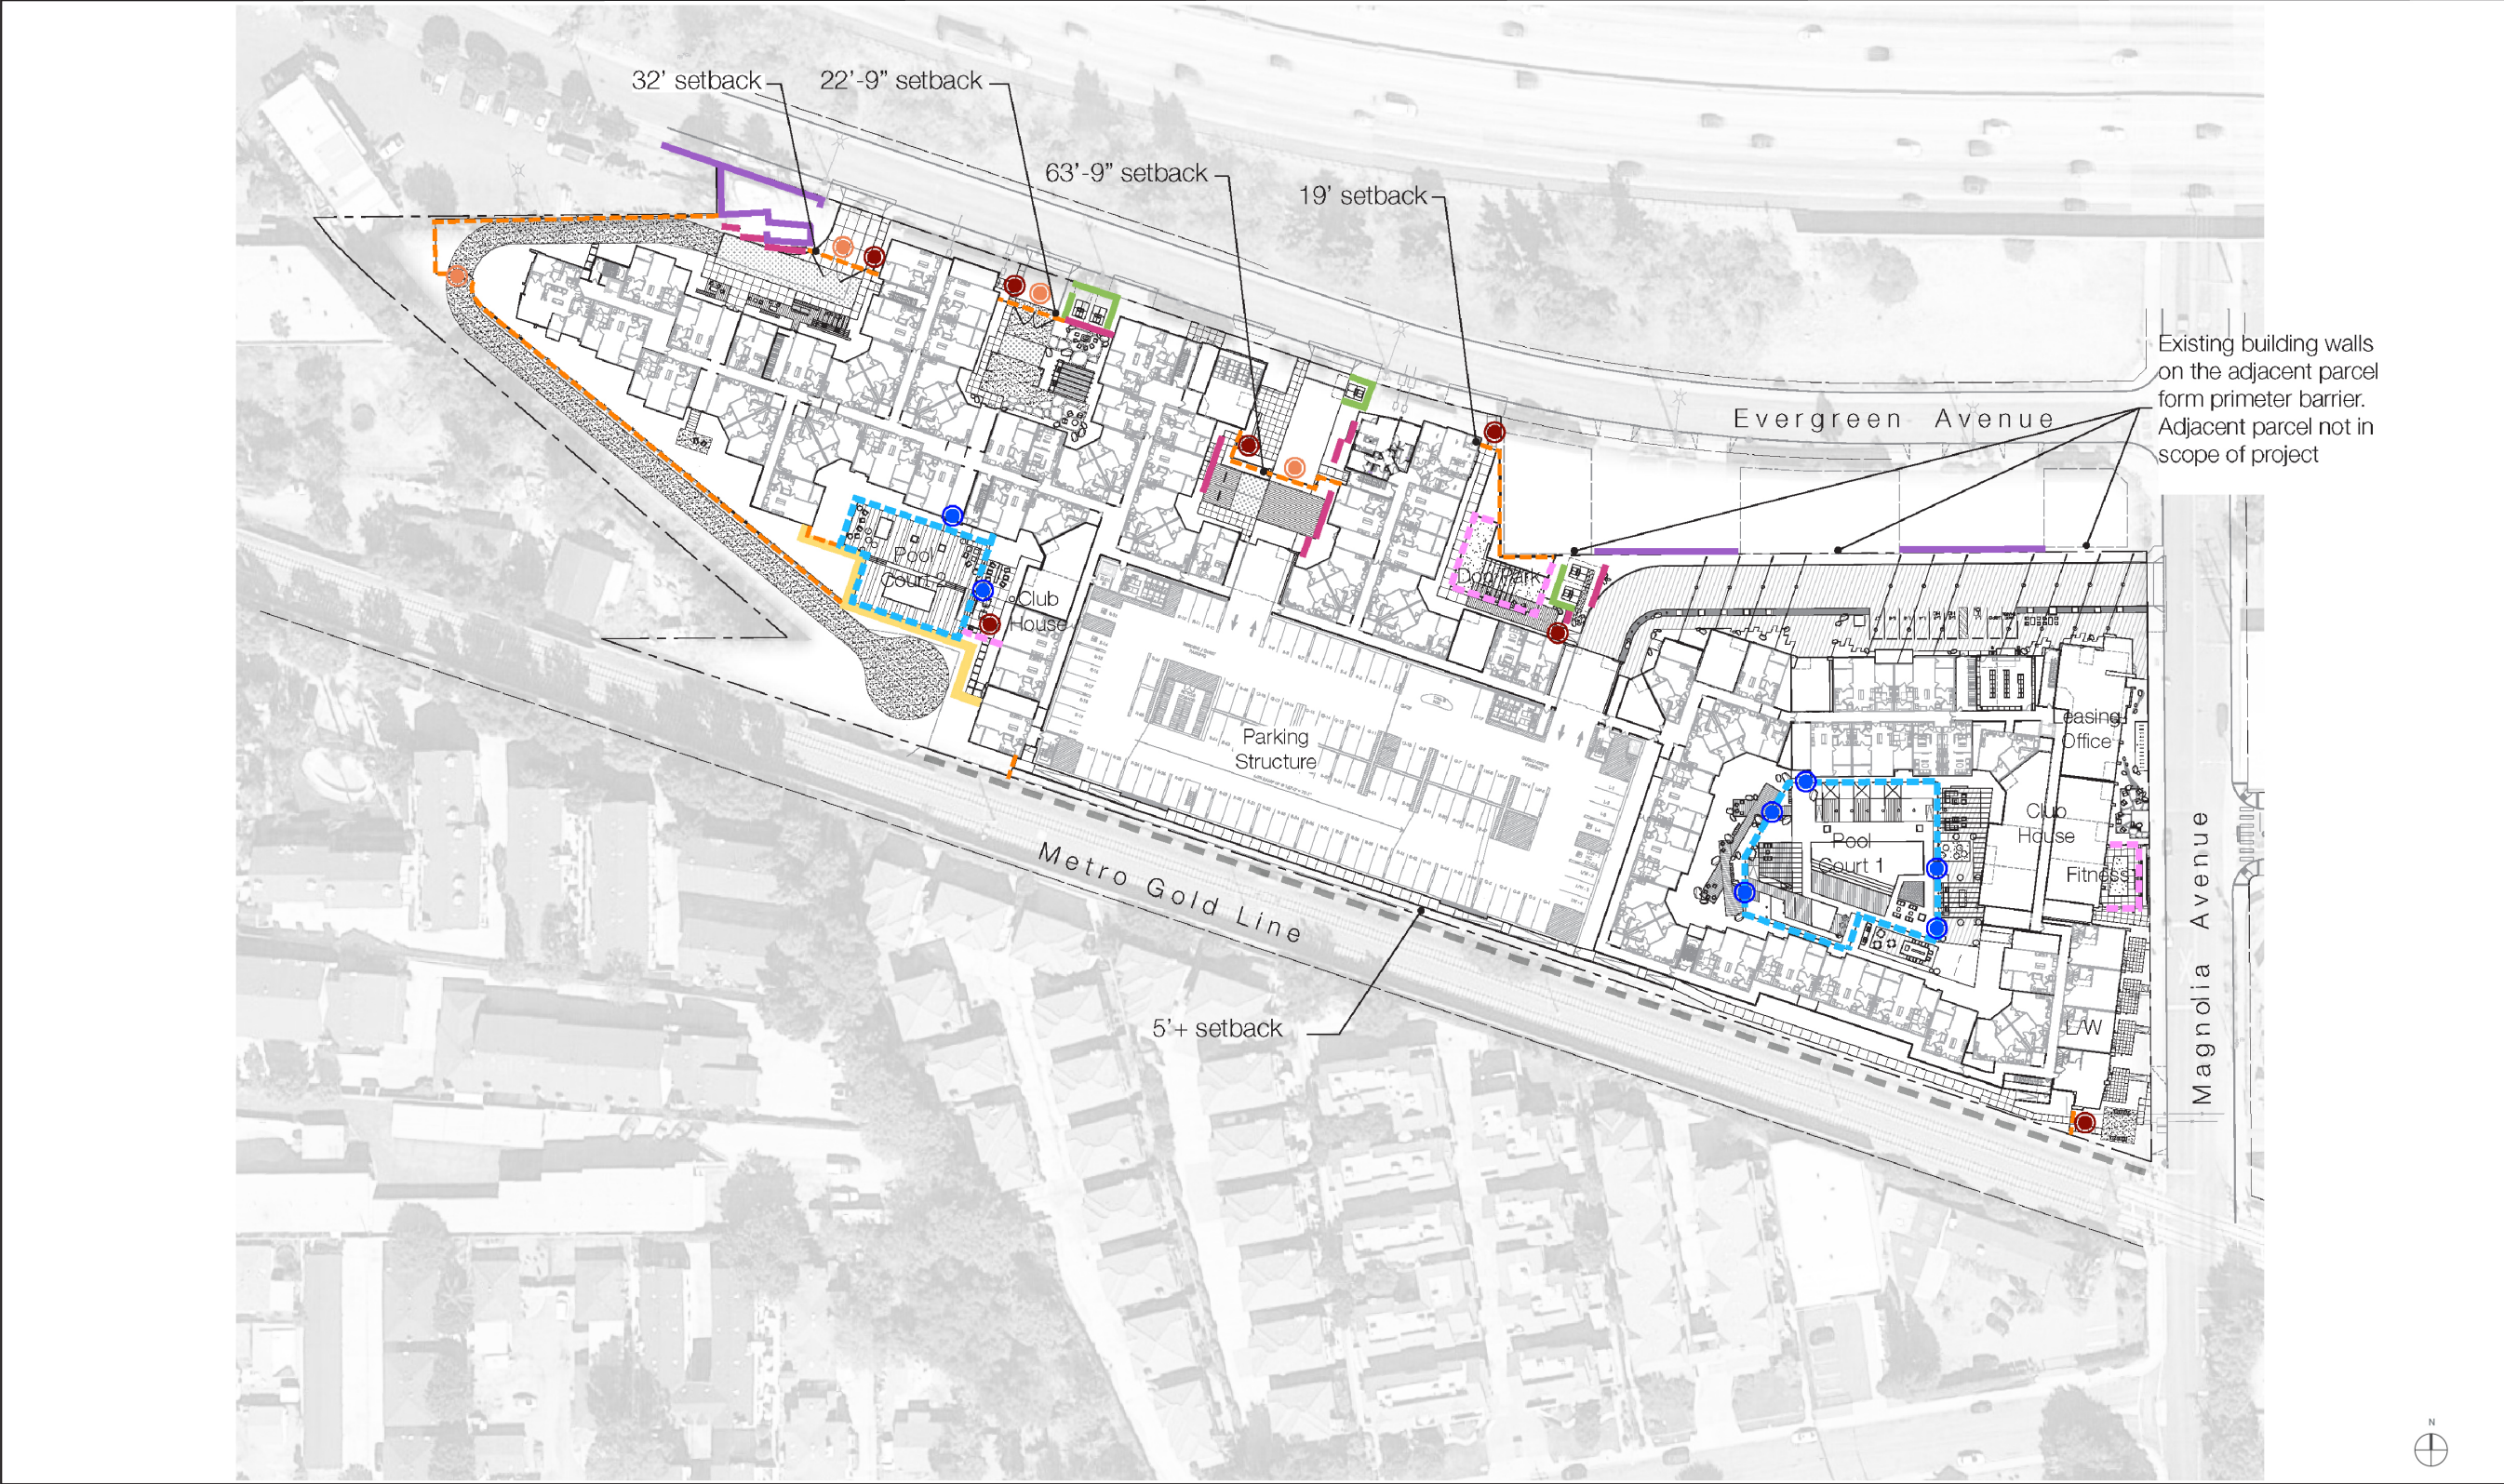 32’ setback
22’-9” setback
63’-9” setback
19’ setback
Existing building walls
on the adjacent parcel
form primeter barrier.
Adjacent parcel not in
scope of project
Evergreen Avenue
Pool
Court 2
Club
House
Dog Park
Parking
Structure
Leasing
Office
Pool
Court 1
Club
House
Fitness
L/W
Metro Gold Line
Magnolia Avenue
5’+ setback
N